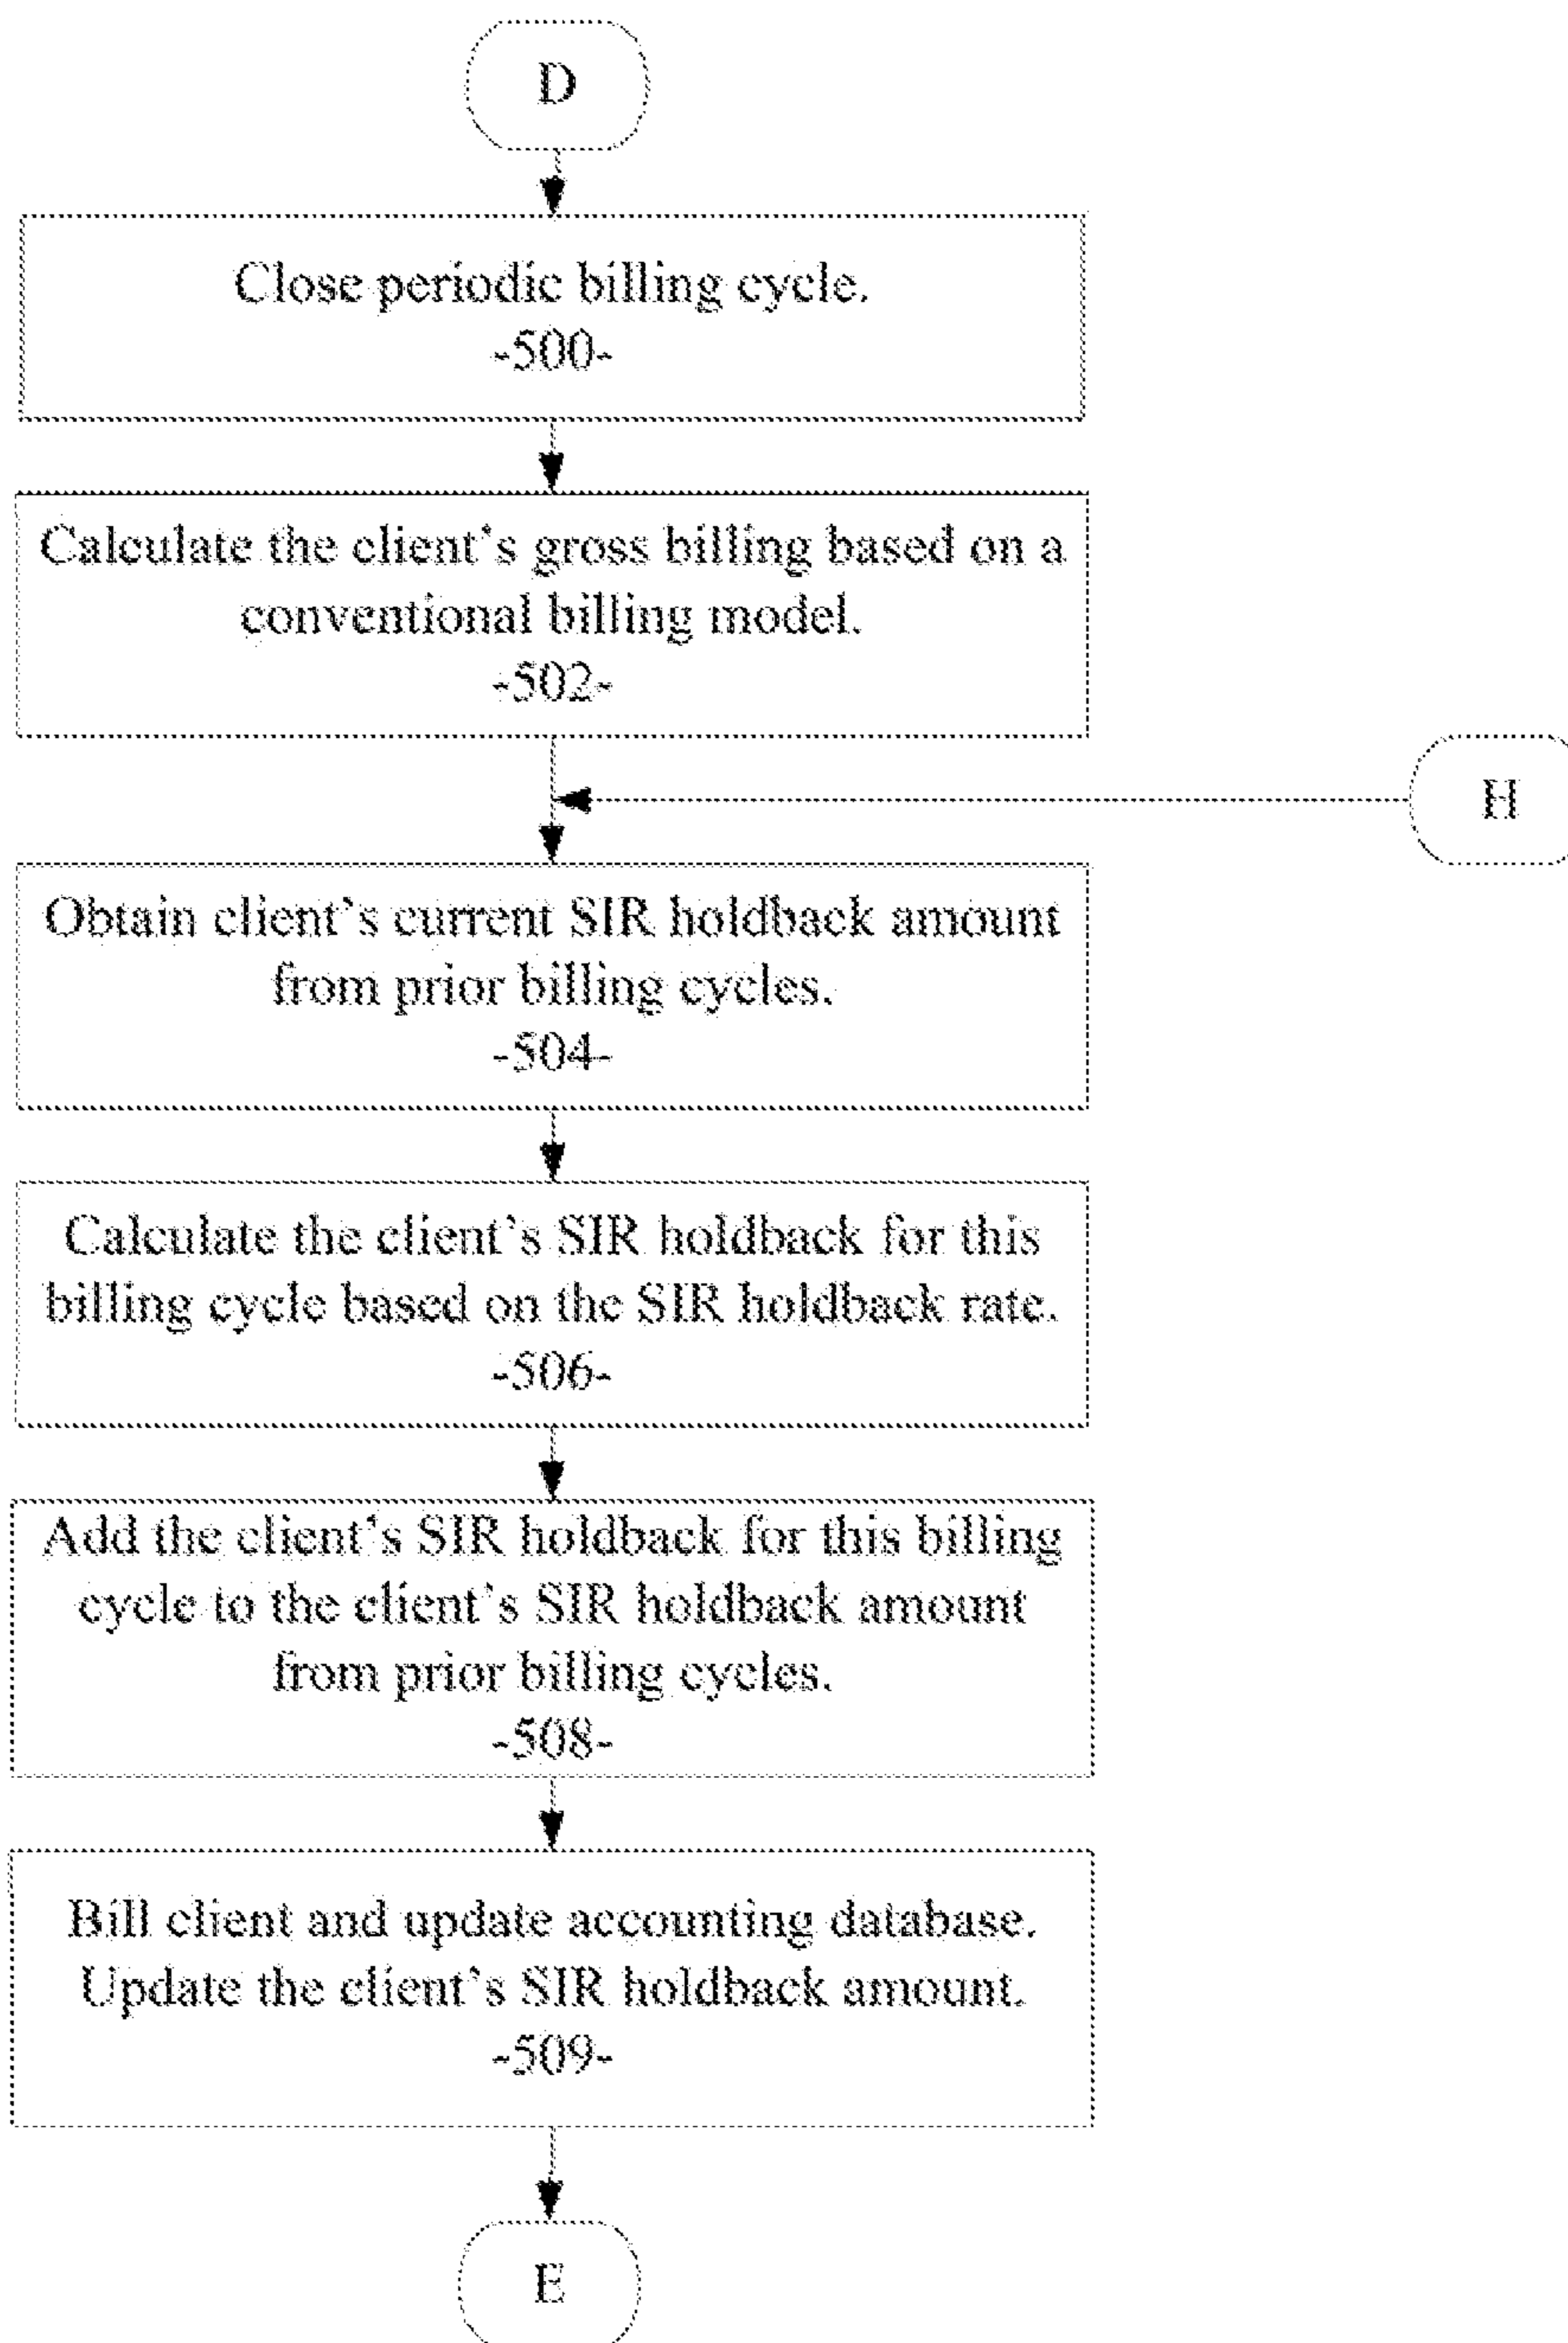 D
Close periodic billing cycle.
-500-
Calculate the client's gross billing based on a
conventional billing model.
-502-
H
Obtain client's current SIR holdback amount
from prior billing cycles.
-504-
Calculate the client's SIR holdback for this
billing cycle based on the SIR holdback rate.
-506-
Add the client's SIR holdback for this billing
cycle to the client's SIR holdback amount
from prior billing cycles.
-508-
Bill client and update accounting database.
Update the client's SIR holdback amount.
-509-
E